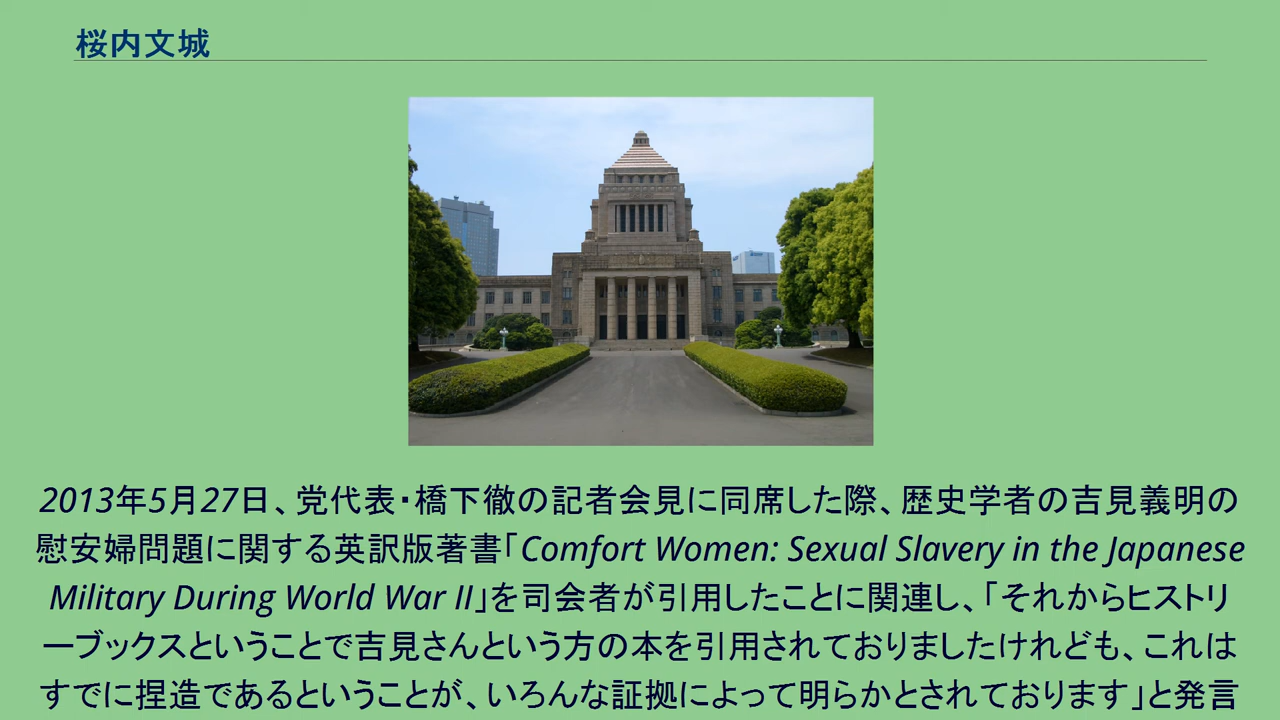 桜内文城
2013年5月27日、党代表・橋下徹の記者会見に同席した際、歴史学者の吉見義明の
慰安婦問題に関する英訳版著書「Comfort Women: Sexual Slavery in the Japanese
Military During World War II」を司会者が引用したことに関連し、「それからヒストリ
ーブックスということで吉見さんという方の本を引用されておりましたけれども、これは
すでに捏造であるということが、いろんな証拠によって明らかとされております」と発言